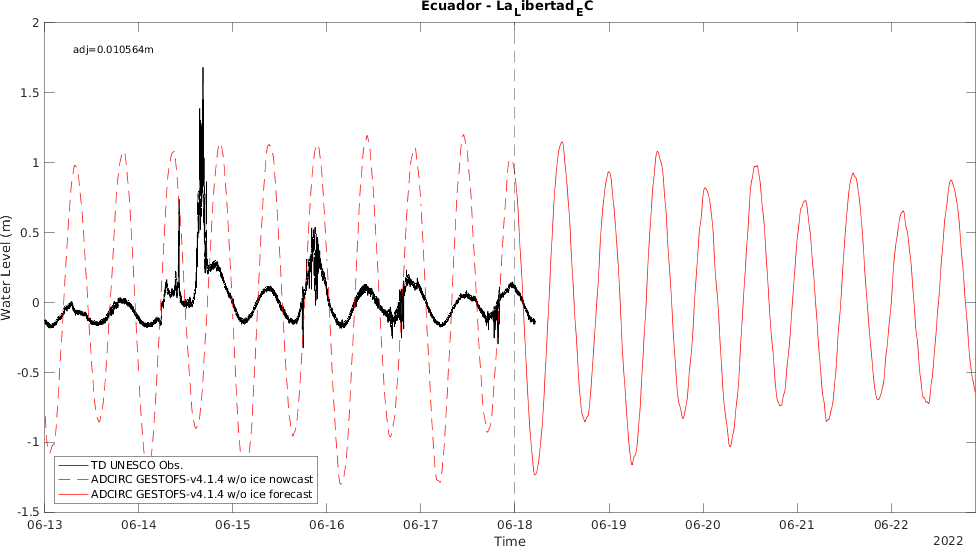 Ecuador - LaLibertadEC
adj=0.010564m
Water Level (m)
2
1.5
1
0.5
0
-0.5
-1
-1.5
TD UNESCO Obs.
ADCIRC GESTOFS-v4.1.4 w/o ice nowcast
ADCIRC GESTOFS-v4.1.4 w/o ice forecast
06-13 06-14 06-15 06-16 06-17 06-18 06-19 06-20 06-21 06-22
Time
2022